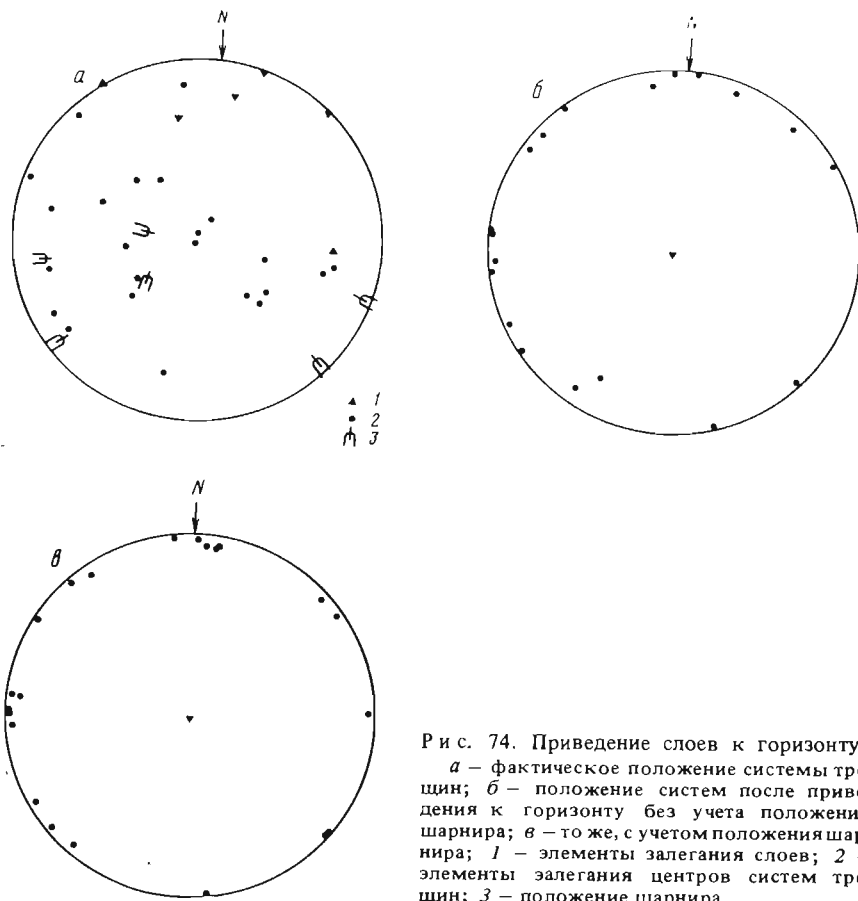 N
а
б
1
2
3
N
в
Рис. 74. Приведение слоев к горизонту
а – фактическое положение системы тре
щин; б – положение систем после приве
дения к горизонту без учета положени
шарнира; в – то же, с учетом положения шар
нира; 1 – элементы залегания слоев; 2 –
элементы залегания центров систем тре
щин; 3 – положение шарнира